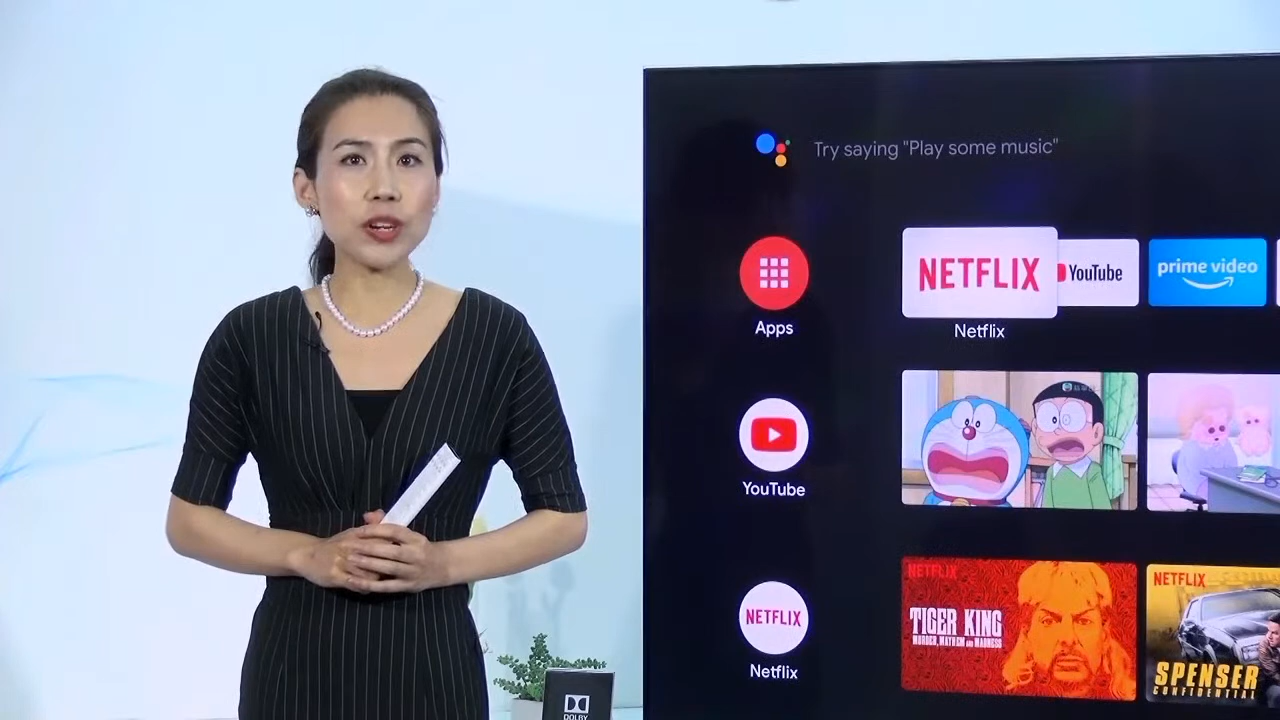 Try saying "Play some music"
Apps
NETFLIX
YouTube
prime video
Netflix
YouTube
NETFLIX
TIGER KING
MURDER, MAYHEM AND MADNESS
NETFLIX
SPENSER
CONFIDENTIAL
NETFLIX
Netflix
DOLBY